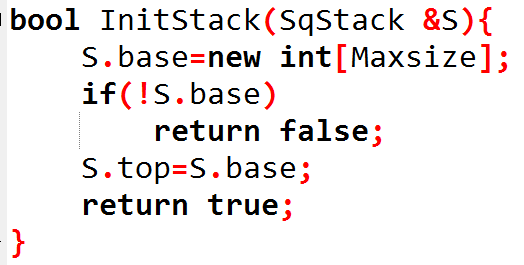 bool InitStack(SqStack &S){
    S.base=new int[Maxsize];
    if(!S.base)
        return false;
    S.top=S.base;
    return true;
}